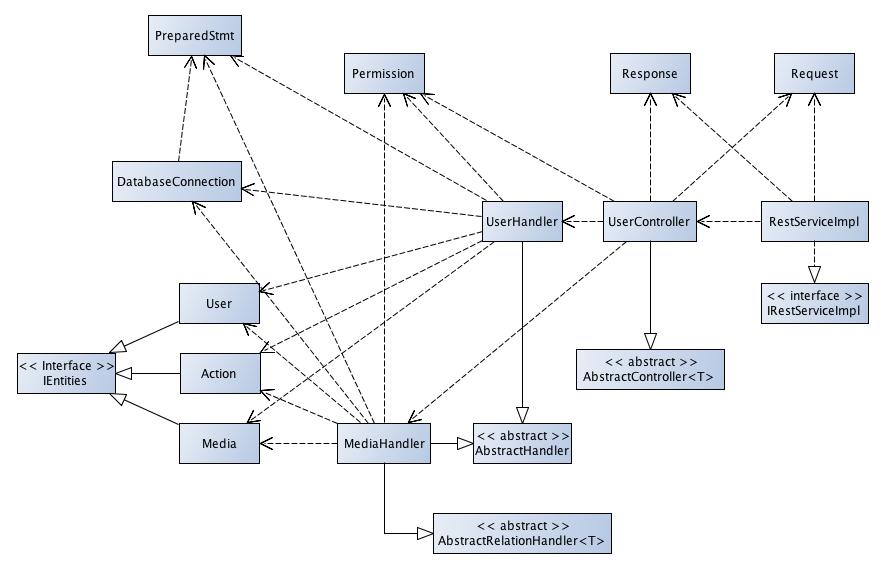 PreparedStmt
Permission
Response
Request
DatabaseConnection
UserHandler
UserController
RestServiceImpl
User
<< interface >>
IRestServiceImpl
<< Interface >>
IEntities
Action
<< abstract >>
AbstractController<T>
Media
MediaHandler
<< abstract >>
AbstractHandler
<< abstract >>
AbstractRelationHandler<T>